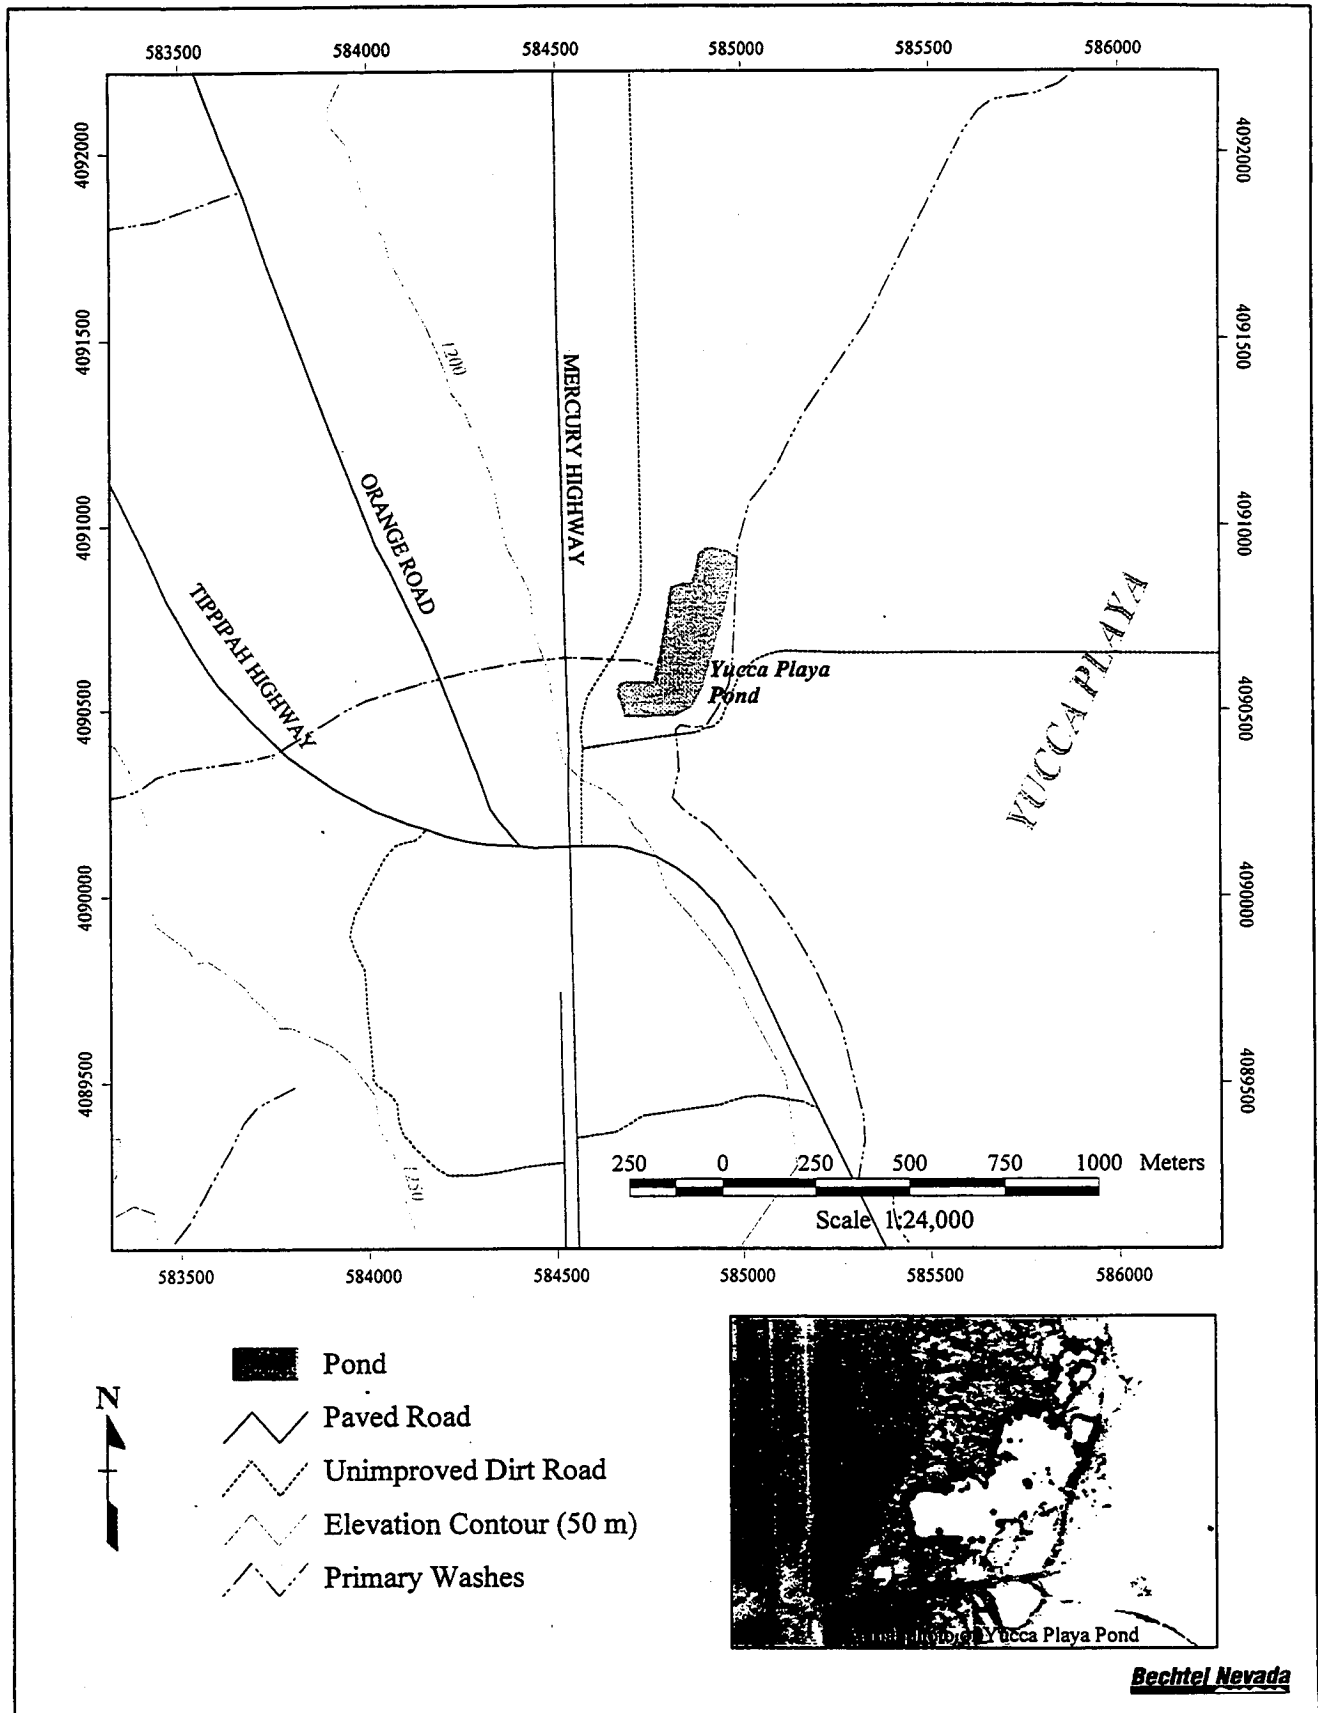 583500 584000 584500 585000 585500 586000
4092000
4091500
4091000
4090500
4090000
4089500
4092000
4091500
4091000
4090500
4090000
4089500
1200
MERCURY HIGHWAY
ORANGE ROAD
TIPPIPAH HIGHWAY
Yucca Playa
Pond
YUCCA PLAYA
1250
250 0 250 500 750 1000 Meters
Scale 1:24,000
583500 584000 584500 585000 585500 586000
N
Pond
Paved Road
Unimproved Dirt Road
Elevation Contour (50 m)
Primary Washes
Yucca Playa Pond
Bechtel Nevada